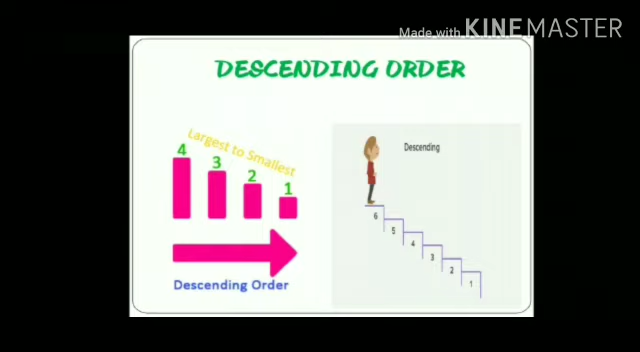 Made with KINEMASTER
DESCENDING ORDER
Largest to Smallest
4
3
2
1
Descending Order
Descending
6
5
4
3
2
1